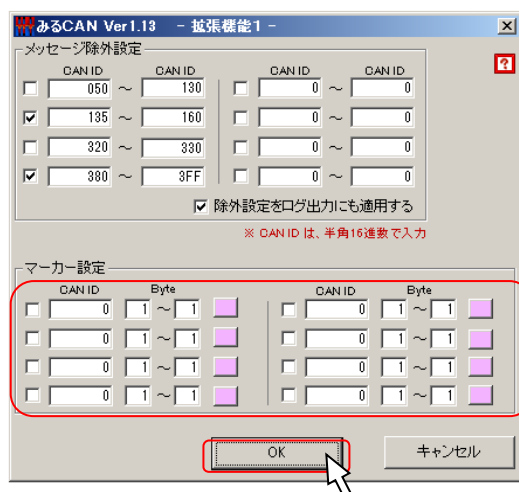 みるCAN Ver1.13 － 拡張機能1－
メッセージ除外設定
CAN ID CAN ID CAN ID CAN ID
050 ～ 130 0 ～ 0
135 ～ 160 0 ～ 0
320 ～ 330 0 ～ 0
380 ～ 3FF 0 ～ 0
除外設定をログ出力にも適用する
※ CAN ID は、半角16進数で入力
マーカー設定
CAN ID Byte CAN ID Byte
0 1 ～ 1 0 1 ～ 1
0 1 ～ 1 0 1 ～ 1
0 1 ～ 1 0 1 ～ 1
0 1 ～ 1 0 1 ～ 1
OK キャンセル